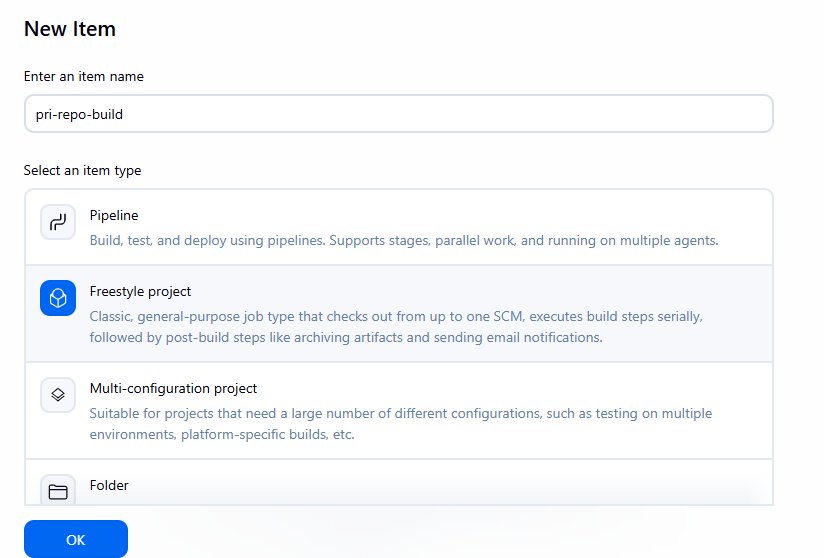 New Item
Enter an item name
pri-repo-build
Select an item type
Pipeline
Build, test, and deploy using pipelines. Supports stages, parallel work, and running on multiple agents.
Freestyle project
Classic, general-purpose job type that checks out from up to one SCM, executes build steps serially,
followed by post-build steps like archiving artifacts and sending email notifications.
Multi-configuration project
Suitable for projects that need a large number of different configurations, such as testing on multiple
environments, platform-specific builds, etc.
Folder
OK